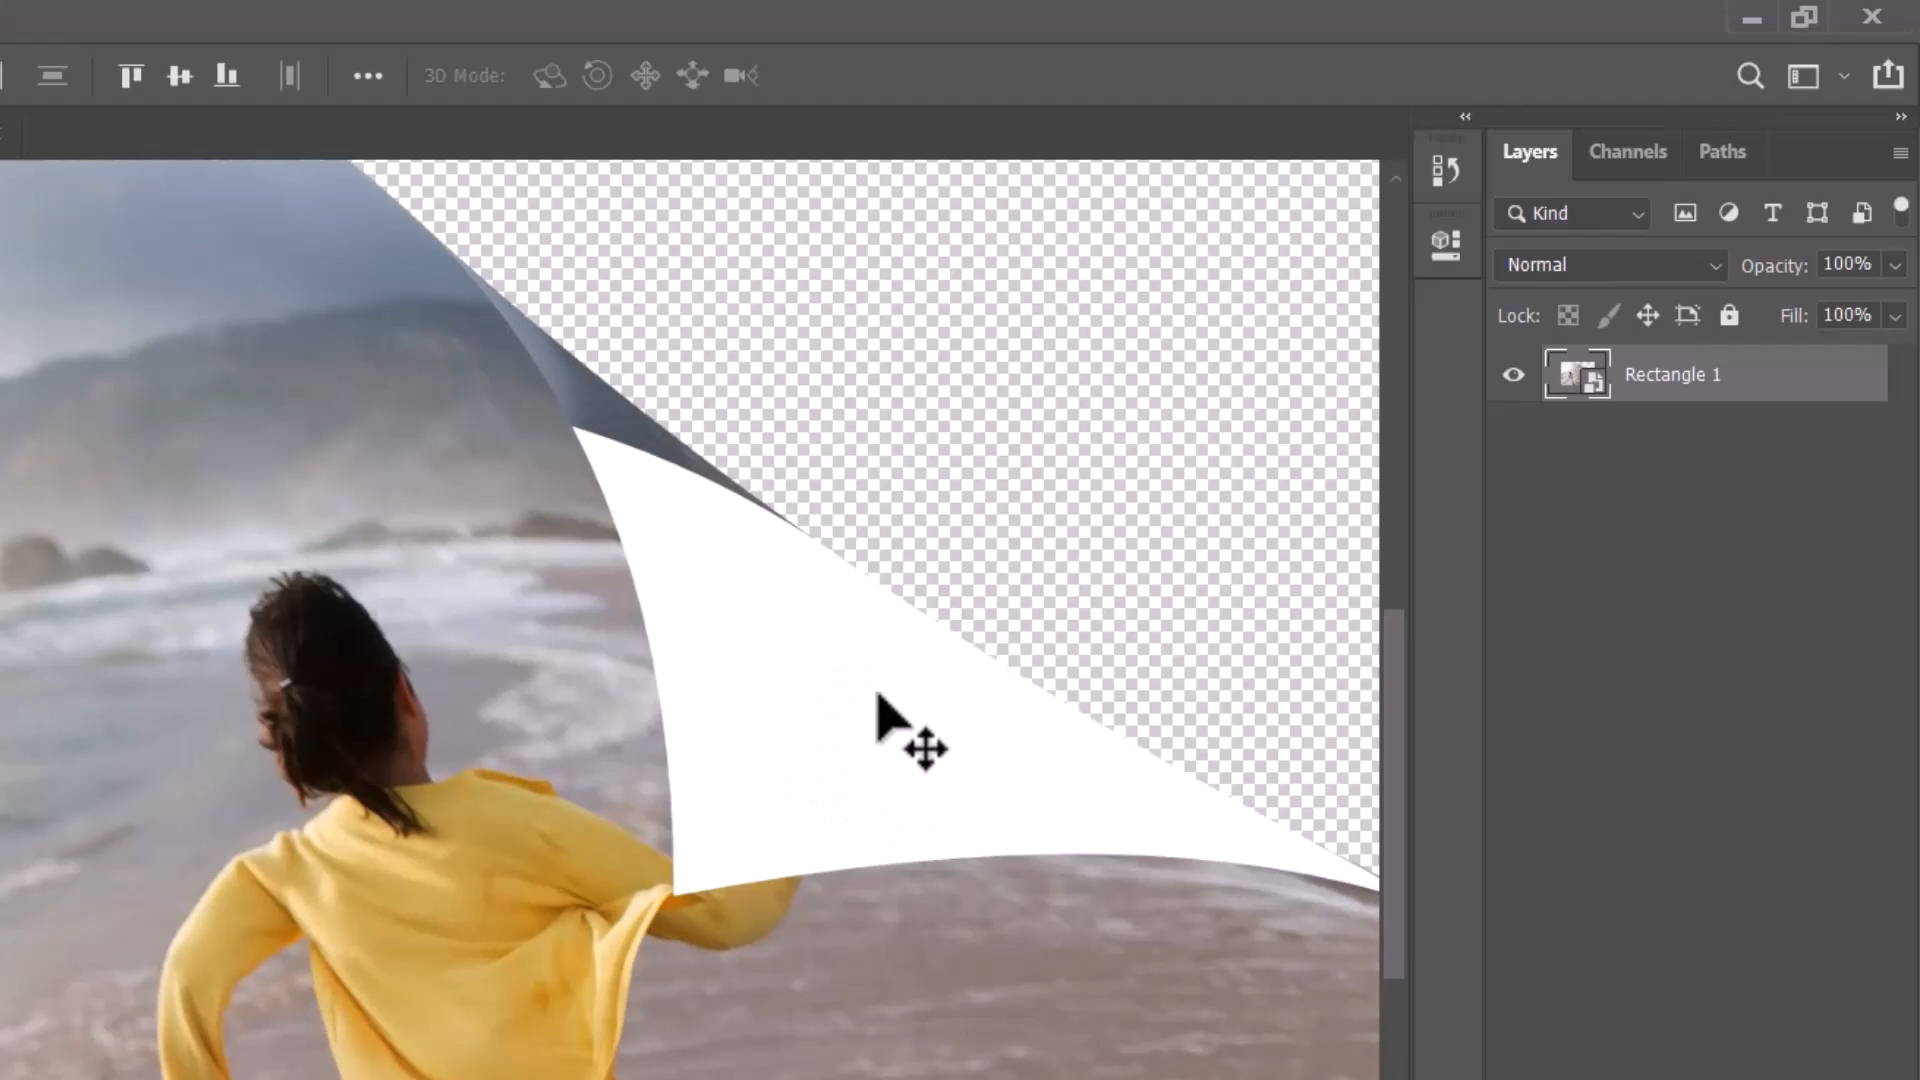 3D Mode:
Layers Channels Paths
Kind
Normal Opacity: 100%
Lock: Fill: 100%
Rectangle 1